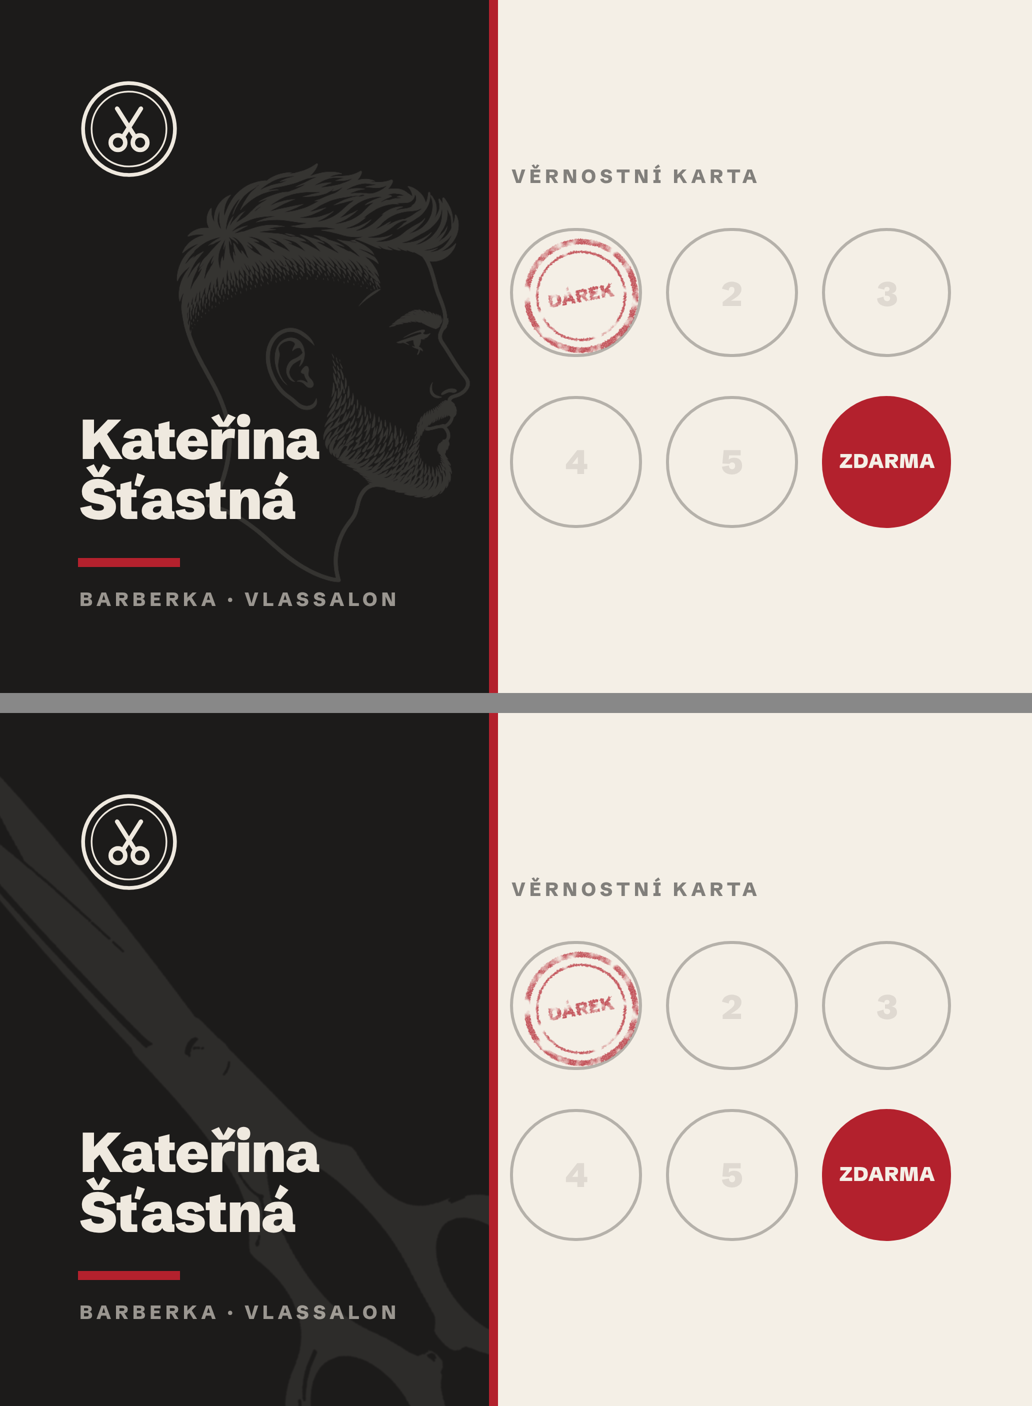 Kateřina
Šťastná
BARBERKA · VLASSALON
VĚRNOSTNÍ KARTA
DÁREK 2 3
4 5 ZDARMA
Kateřina
Šťastná
BARBERKA · VLASSALON
VĚRNOSTNÍ KARTA
DÁREK 2 3
4 5 ZDARMA